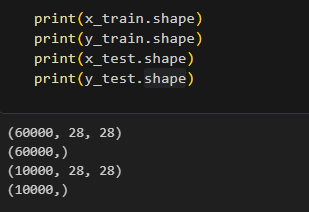 print(x_train.shape)
print(y_train.shape)
print(x_test.shape)
print(y_test.shape)
(60000, 28, 28)
(60000,)
(10000, 28, 28)
(10000,)